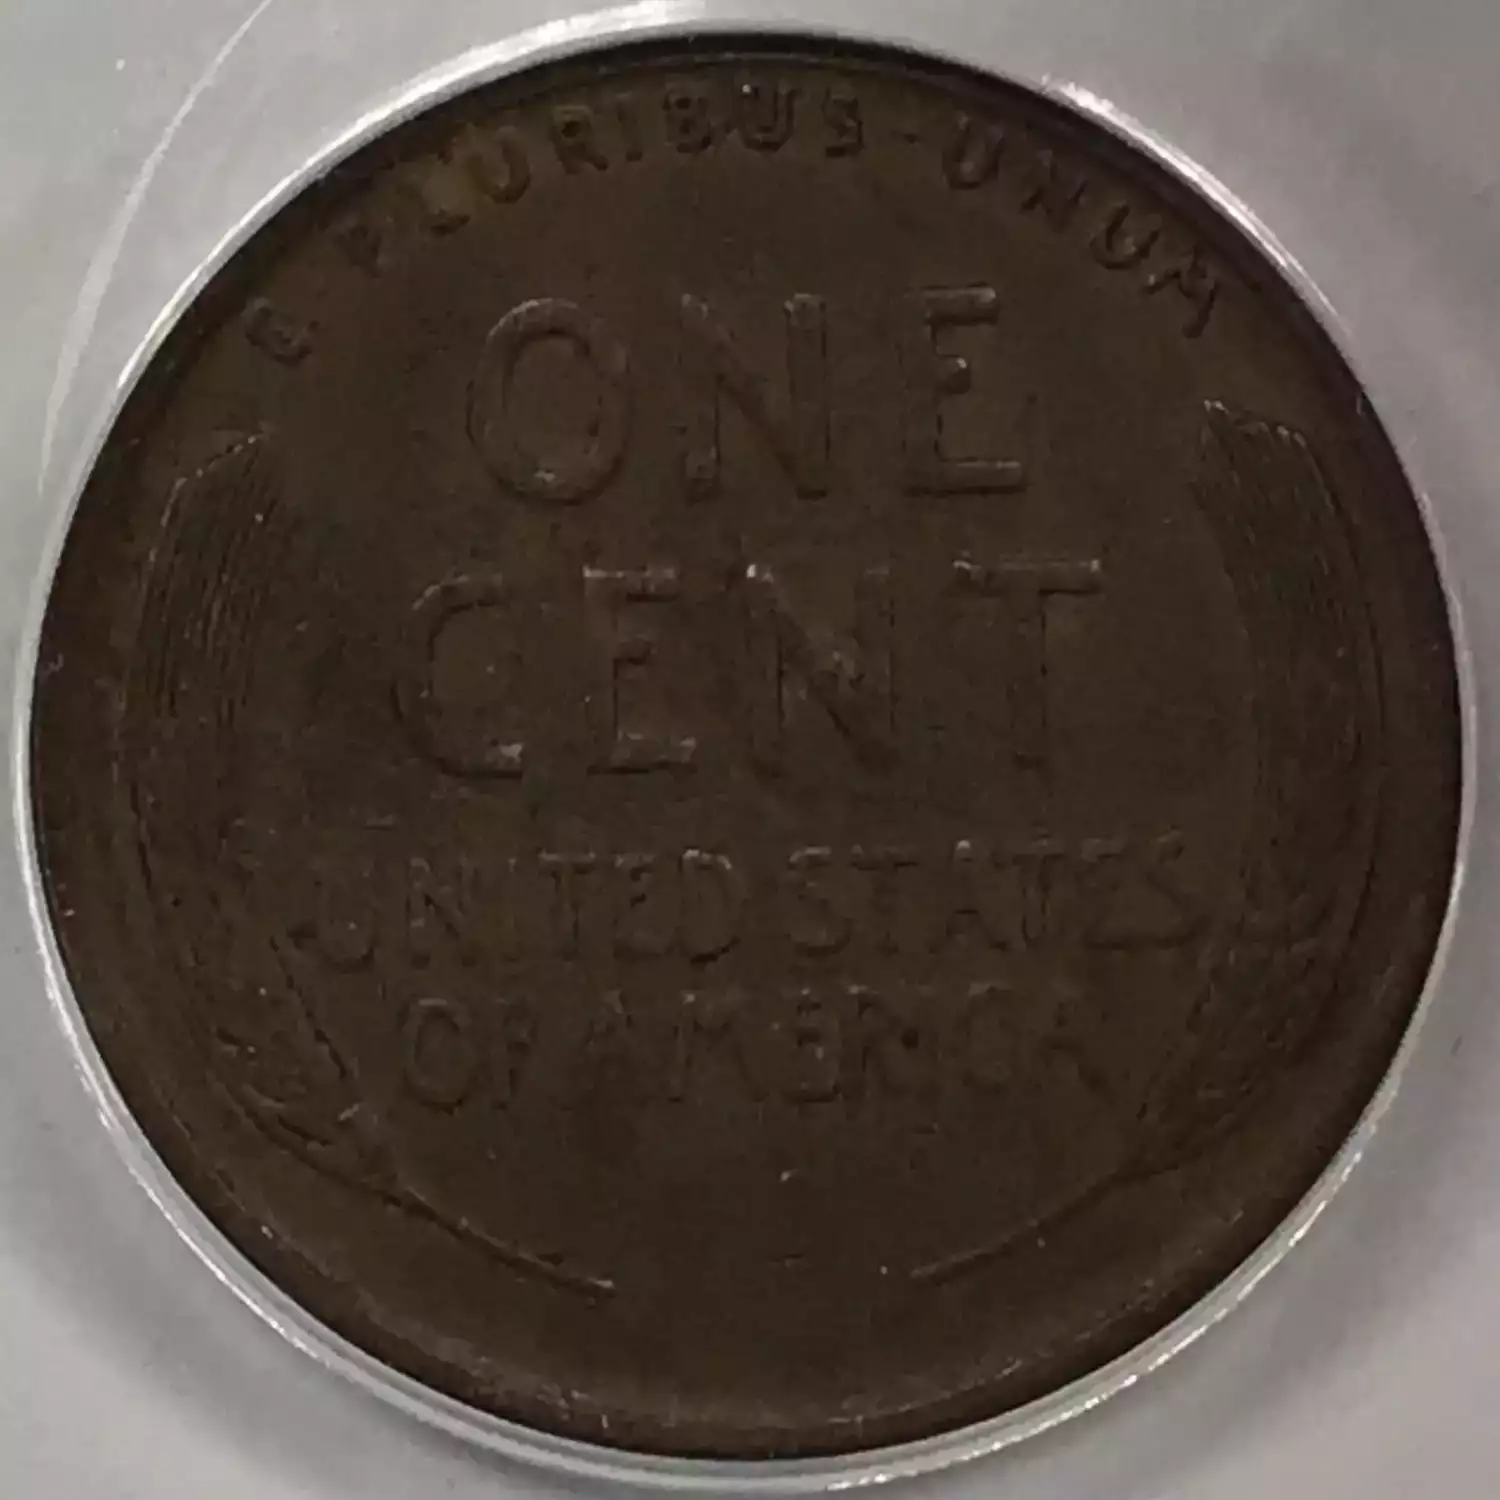 E · PLURIBUS · UNUM
ONE
CENT
UNITED STATES
OF AMERICA